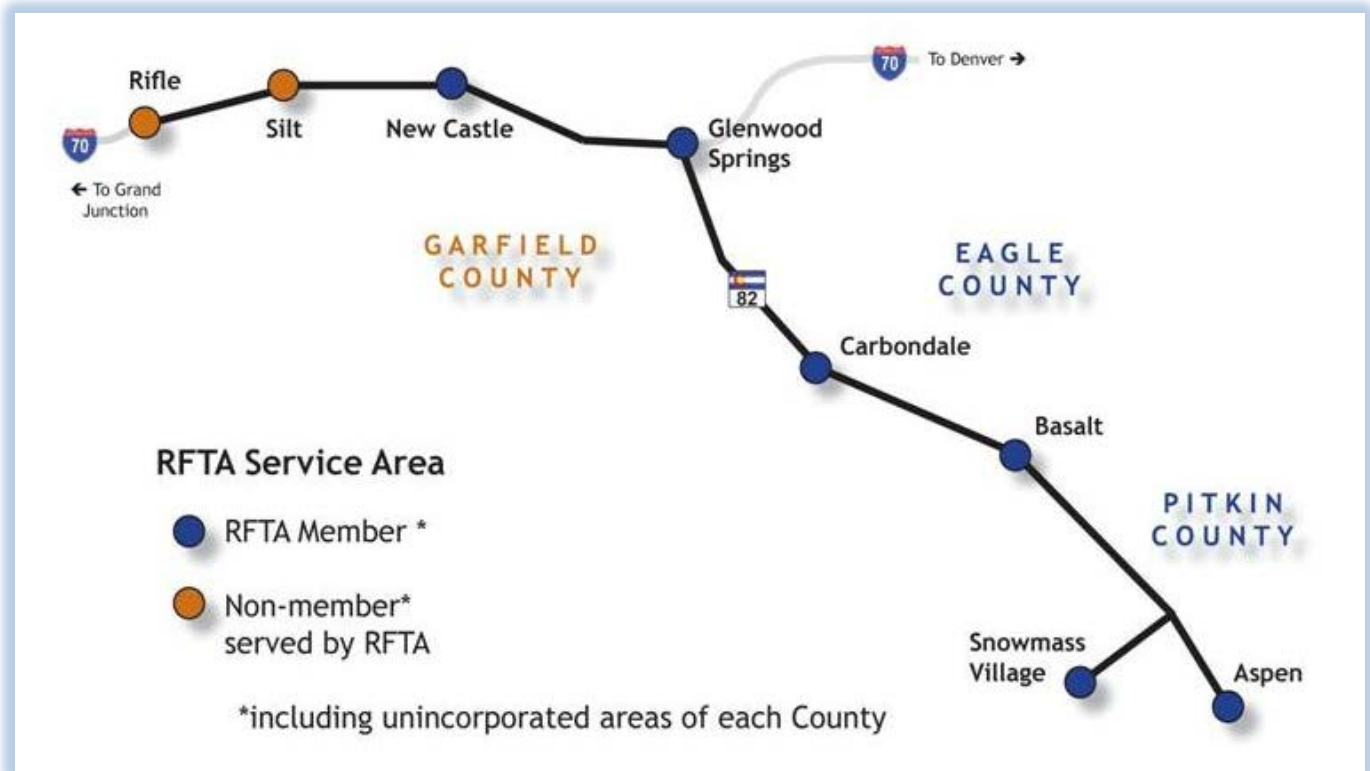 70
To Denver →
Rifle
Silt
New Castle
Glenwood
Springs
70
← To Grand
Junction
GARFIELD
COUNTY
EAGLE
COUNTY
82
Carbondale
Basalt
RFTA Service Area
PITKIN
COUNTY
RFTA Member *
Non-member*
served by RFTA
Snowmass
Village
Aspen
*including unincorporated areas of each County